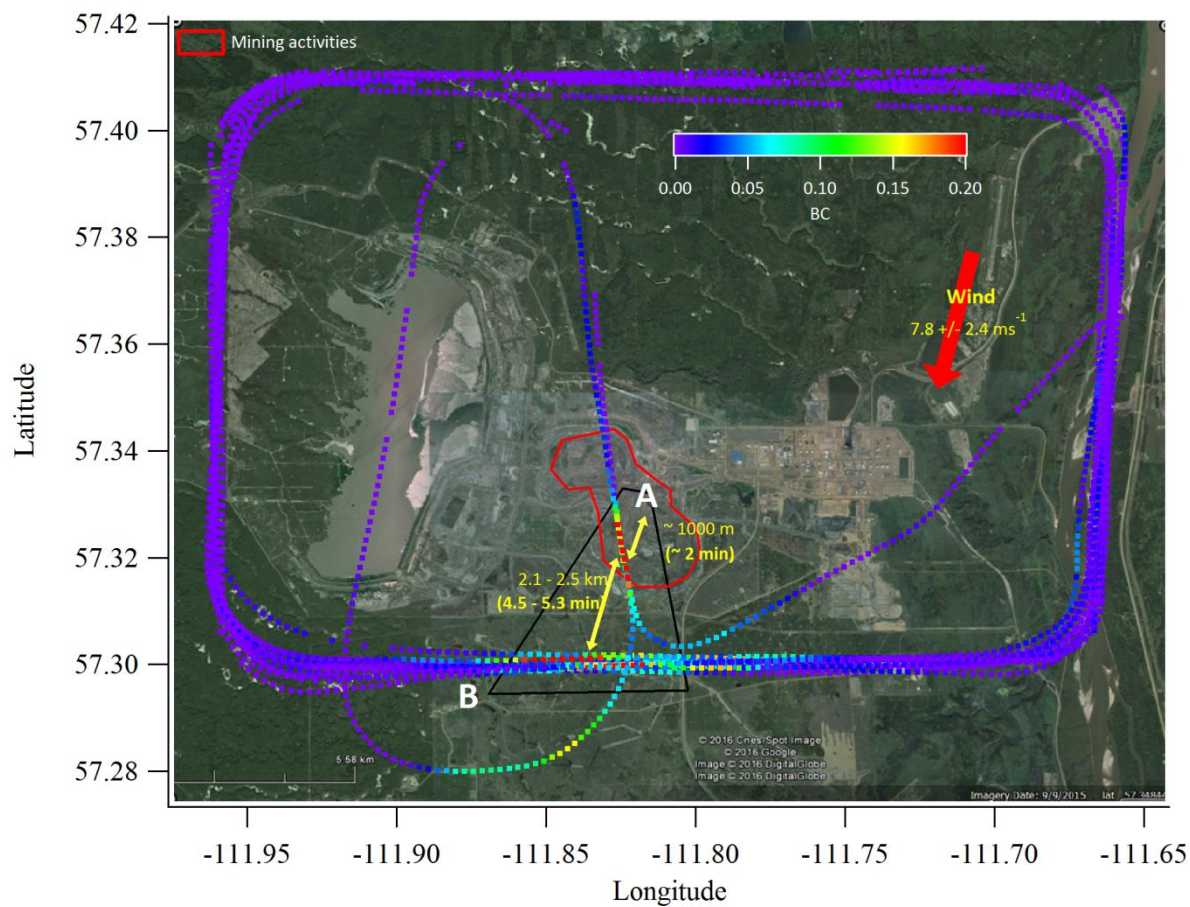 57.42
57.40
57.38
57.36
57.34
57.32
57.30
57.28
Latitude
Mining activities
0.00 0.05 0.10 0.15 0.20
BC
Wind
7.8 +/- 2.4 ms⁻¹
A
~ 1000 m
(~ 2 min)
2.1 - 2.5 km
(4.5 - 5.3 min)
B
5.58 km
© 2016 Cnes/Spot Image
© 2016 Google
Image © 2016 DigitalGlobe
Image © 2016 DigitalGlobe
Imagery Date: 9/9/2015 lat 57.34844
-111.95 -111.90 -111.85 -111.80 -111.75 -111.70 -111.65
Longitude